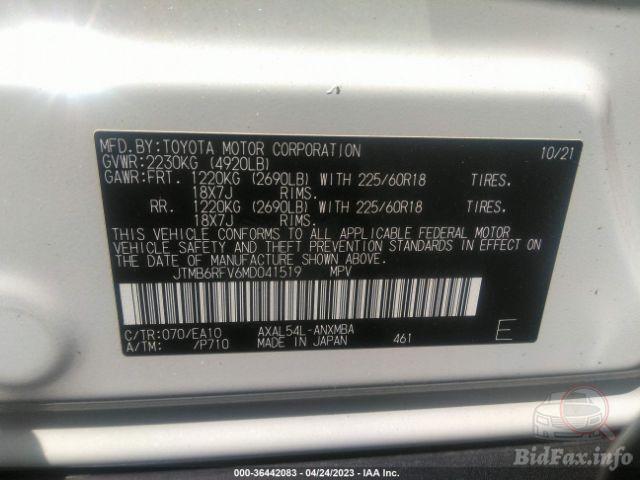 MFD.BY:TOYOTA MOTOR CORPORATION 10/21
GVWR:2230KG (4920LB)
GAWR:FRT. 1220KG (2690LB) WITH 225/60R18 TIRES.
18X7J RIMS.
RR. 1220KG (2690LB) WITH 225/60R18 TIRES.
18X7J RIMS.
THIS VEHICLE CONFORMS TO ALL APPLICABLE FEDERAL MOTOR
VEHICLE SAFETY AND THEFT PREVENTION STANDARDS IN EFFECT ON
THE DATE OF MANUFACTURE SHOWN ABOVE.
JTMB6RFV6MD041519 MPV
C/TR:070/EA10 AXAL54L-ANXMBA 461 E
A/TM: /P710 MADE IN JAPAN
BidFax.info
000-36442083 - 04/24/2023 - IAA Inc.